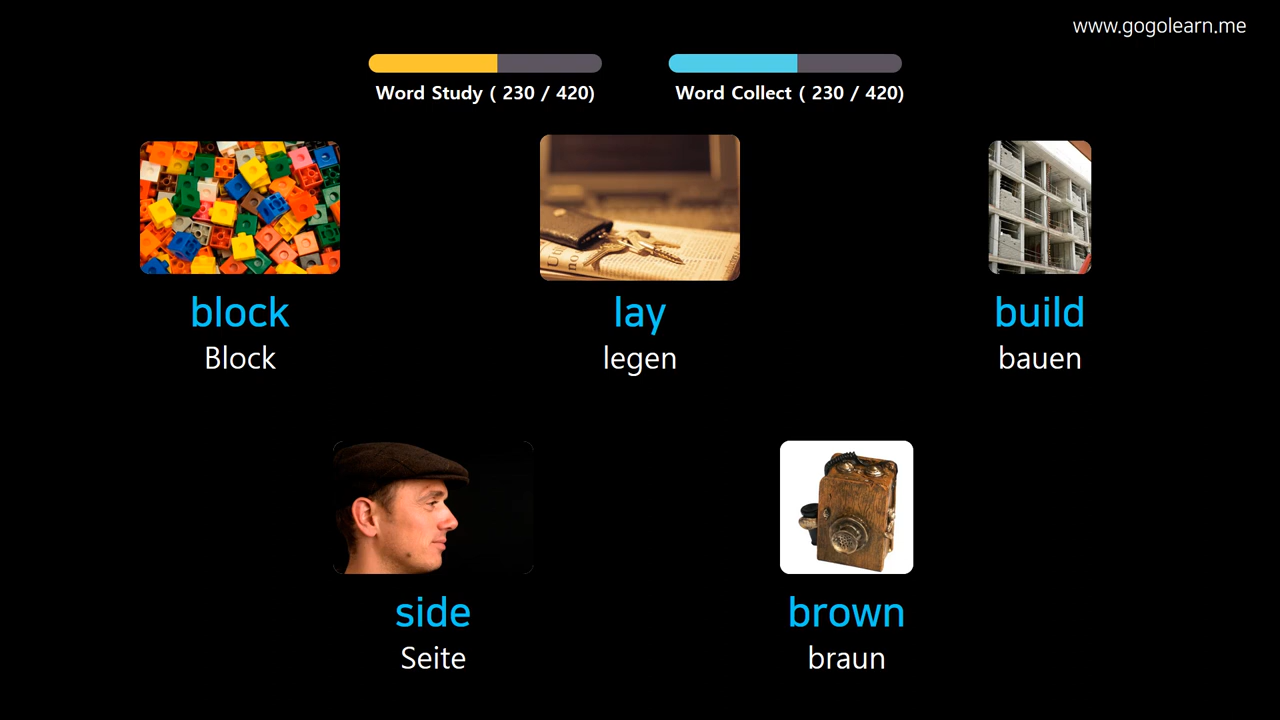 www.gogolearn.me
Word Study ( 230 / 420)
Word Collect ( 230 / 420)
block
Block
lay
legen
build
bauen
side
Seite
brown
braun